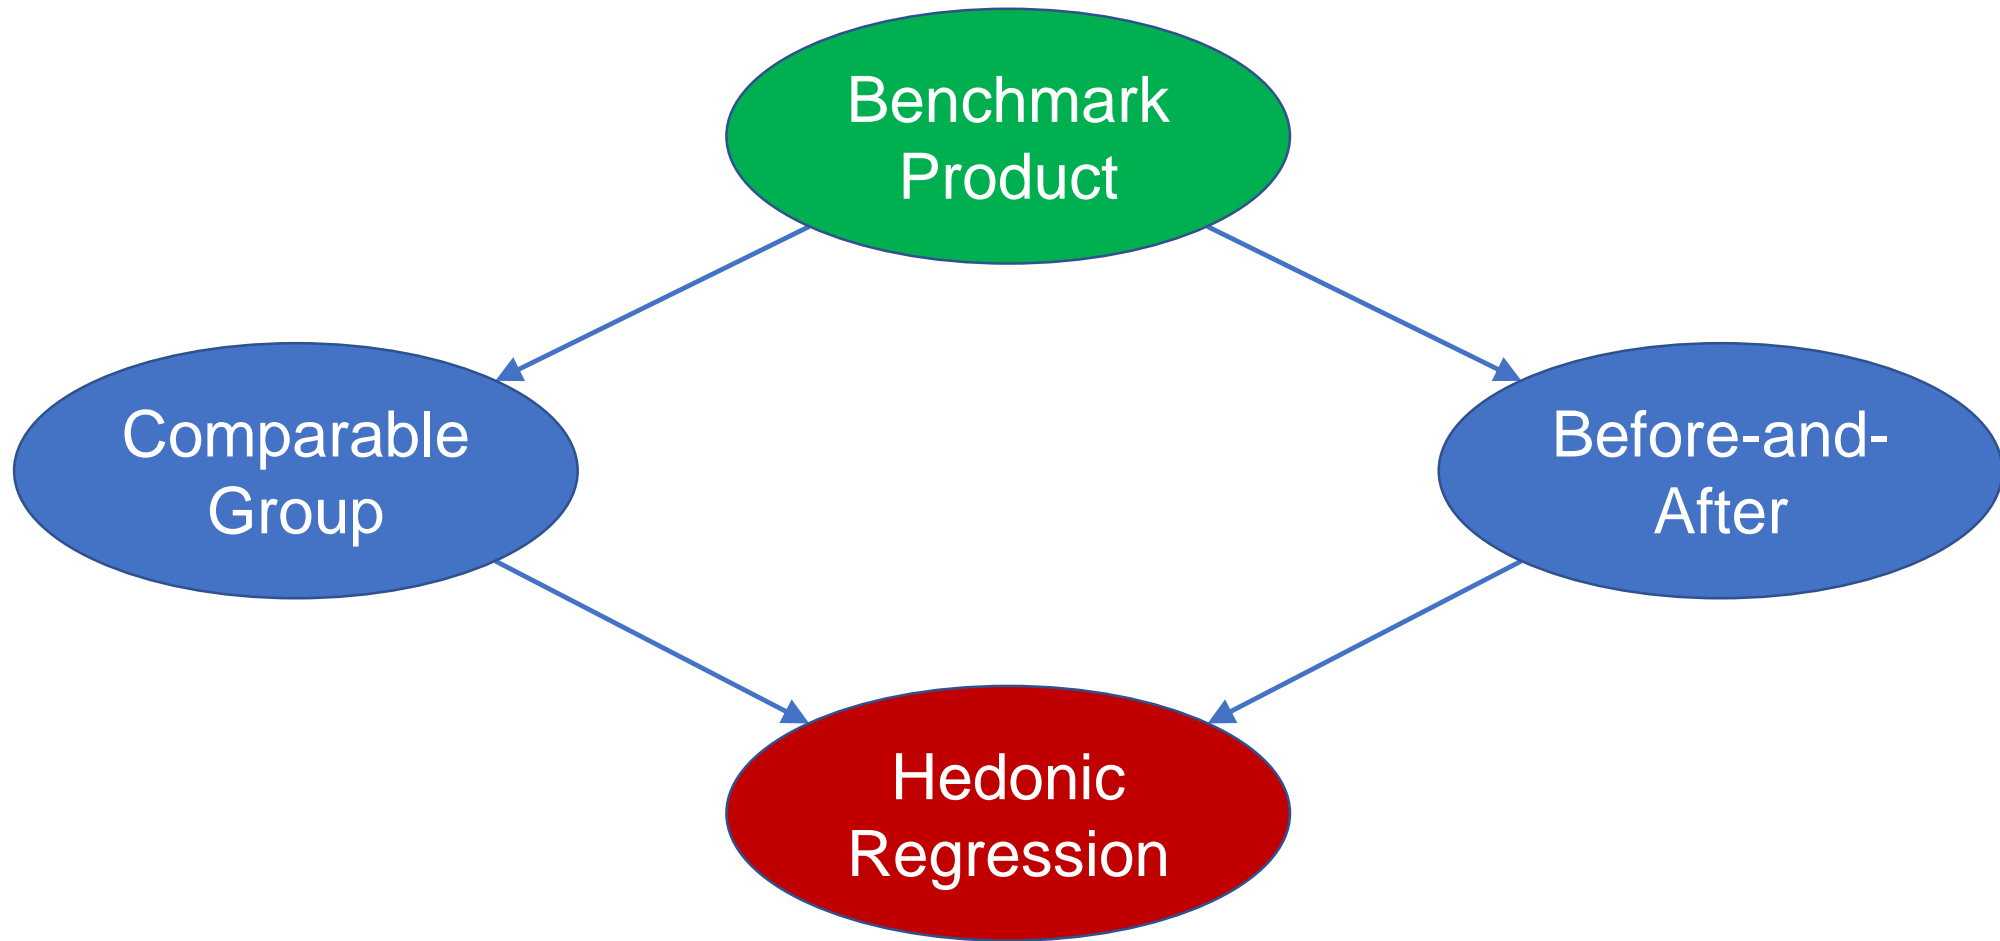 Benchmark
Product
Comparable
Group
Before-and-
After
Hedonic
Regression